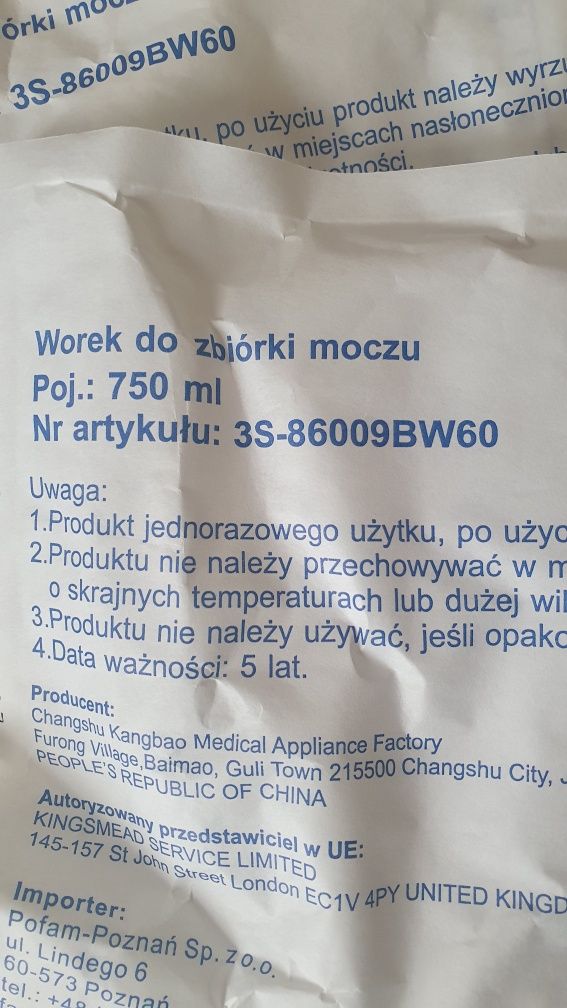 órki
3S-86009BW60
po użyciu produkt należy
w miejscach
Worek do zbiórki moczu
Poj.: 750 ml
Nr artykułu: 3S-86009BW60
Uwaga:
1.Produkt jednorazowego użytku, po
2.Produktu nie należy przechowywać w
o skrajnych temperaturach lub dużej
3.Produktu nie należy używać, jeśli
4.Data ważności: 5 lat.
Producent:
Changshu Kangbao Medical Appliance Factory
Furong Village,Baimao, Guli Town 215500 Changshu City,
PEOPLE'S REPUBLIC OF CHINA
Autoryzowany przedstawiciel w UE:
KINGSMEAD SERVICE LIMITED
145-157 St John Street London EC1V 4PY UNITED
Importer:
Pofam-Poznań Sp. z o.o.
ul. Lindego 6
60-573 Poznań
tel.: +48